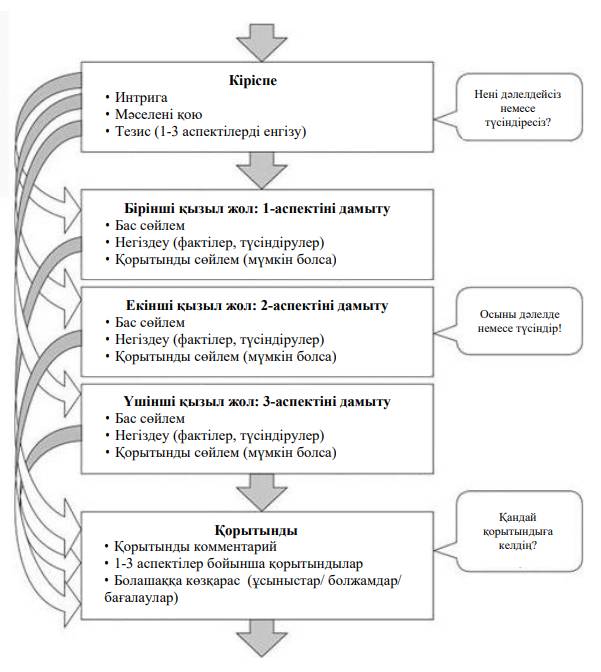 Кіріспе
• Интрига
• Мәселені қою
• Тезис (1-3 аспектілерді енгізу)
Нені дәлелдейсіз
немесе
түсіндіресіз?
Бірінші қызыл жол: 1-аспектіні дамыту
• Бас сөйлем
• Негіздеу (фактілер, түсіндірулер)
• Қорытынды сөйлем (мүмкін болса)
Екінші қызыл жол: 2-аспектіні дамыту
• Бас сөйлем
• Негіздеу (фактілер, түсіндірулер)
• Қорытынды сөйлем (мүмкін болса)
Осыны дәлелде
немесе түсіндір!
Үшінші қызыл жол: 3-аспектіні дамыту
• Бас сөйлем
• Негіздеу (фактілер, түсіндірулер)
• Қорытынды сөйлем (мүмкін болса)
Қорытынды
• Қорытынды комментарий
• 1-3 аспектілер бойынша қорытындылар
• Болашаққа көзқарас (ұсыныстар/ болжамдар/
бағалаулар)
Қандай
қорытындыға
келдің?